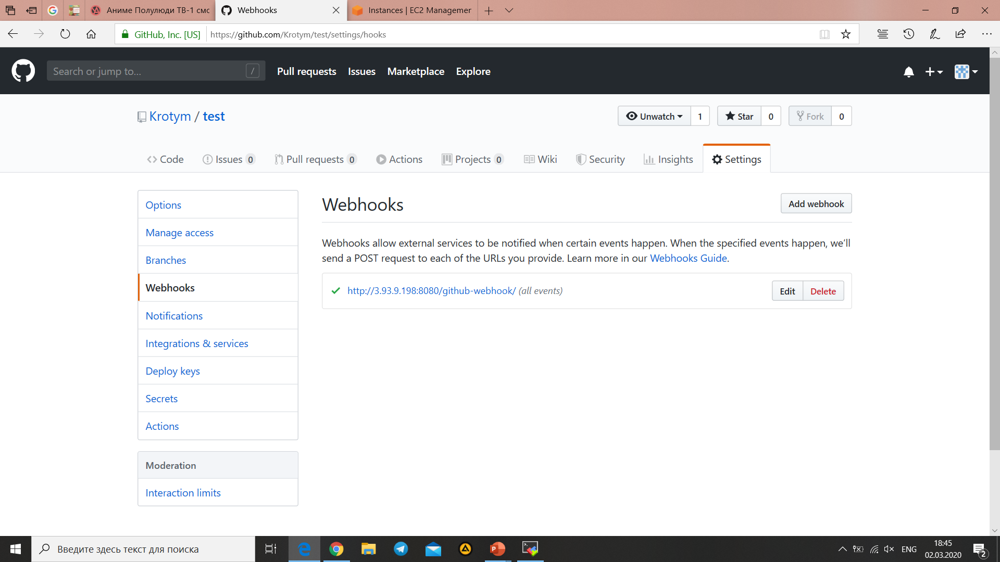 Аниме Полулюди ТВ-1 смо
Webhooks
Instances | EC2 Managemer
GitHub, Inc. [US]
https://github.com/Krotym/test/settings/hooks
Search or jump to...
/
Pull requests
Issues
Marketplace
Explore
Krotym / test
Unwatch
1
Star
0
Fork
0
Code
Issues 0
Pull requests 0
Actions
Projects 0
Wiki
Security
Insights
Settings
Options
Manage access
Branches
Webhooks
Notifications
Integrations & services
Deploy keys
Secrets
Actions
Moderation
Interaction limits
Webhooks
Add webhook
Webhooks allow external services to be notified when certain events happen. When the specified events happen, we’ll
send a POST request to each of the URLs you provide. Learn more in our Webhooks Guide.
http://3.93.9.198:8080/github-webhook/ (all events)
Edit
Delete
Введите здесь текст для поиска
ENG
18:45
02.03.2020
2